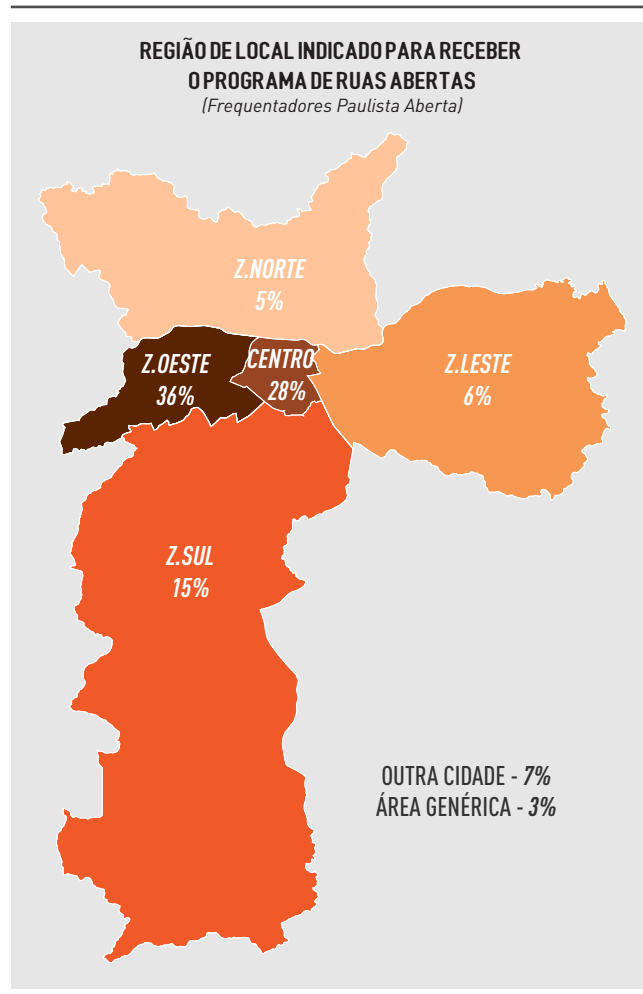 REGIÃO DE LOCAL INDICADO PARA RECEBER
O PROGRAMA DE RUAS ABERTAS
(Frequentadores Paulista Aberta)
Z.NORTE
5%
Z.OESTE
36%
CENTRO
28%
Z.LESTE
6%
Z.SUL
15%
OUTRA CIDADE - 7%
ÁREA GENÉRICA - 3%